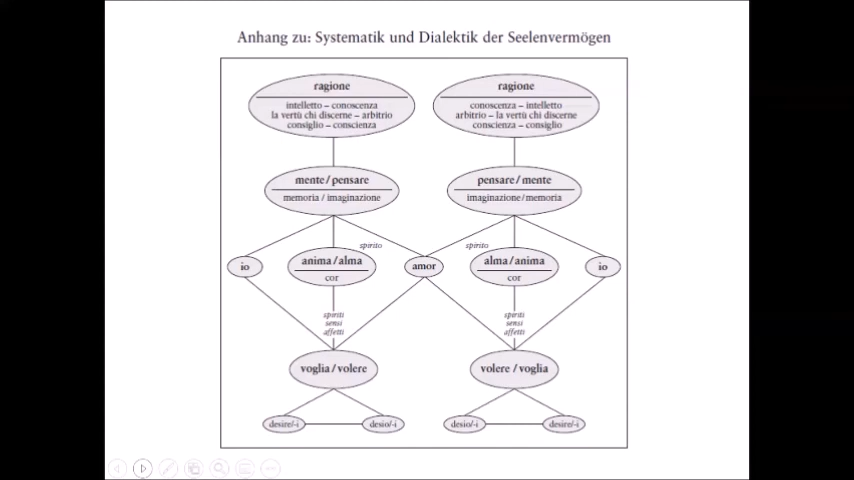 Anhang zu: Systematik und Dialektik der Seelenvermögen
ragione
intelletto – conoscenza
la vertù chi discerne – arbitrio
consiglio – conscienza
ragione
conoscenza – intelletto
arbitrio – la vertù chi discerne
conscienza – consiglio
mente / pensare
memoria / imaginazione
pensare / mente
imaginazione / memoria
spirito
spirito
io
anima / alma
cor
amor
alma / anima
cor
io
spiriti
sensi
affetti
spiriti
sensi
affetti
voglia / volere
volere / voglia
desire/-i
desio/-i
desio/-i
desire/-i